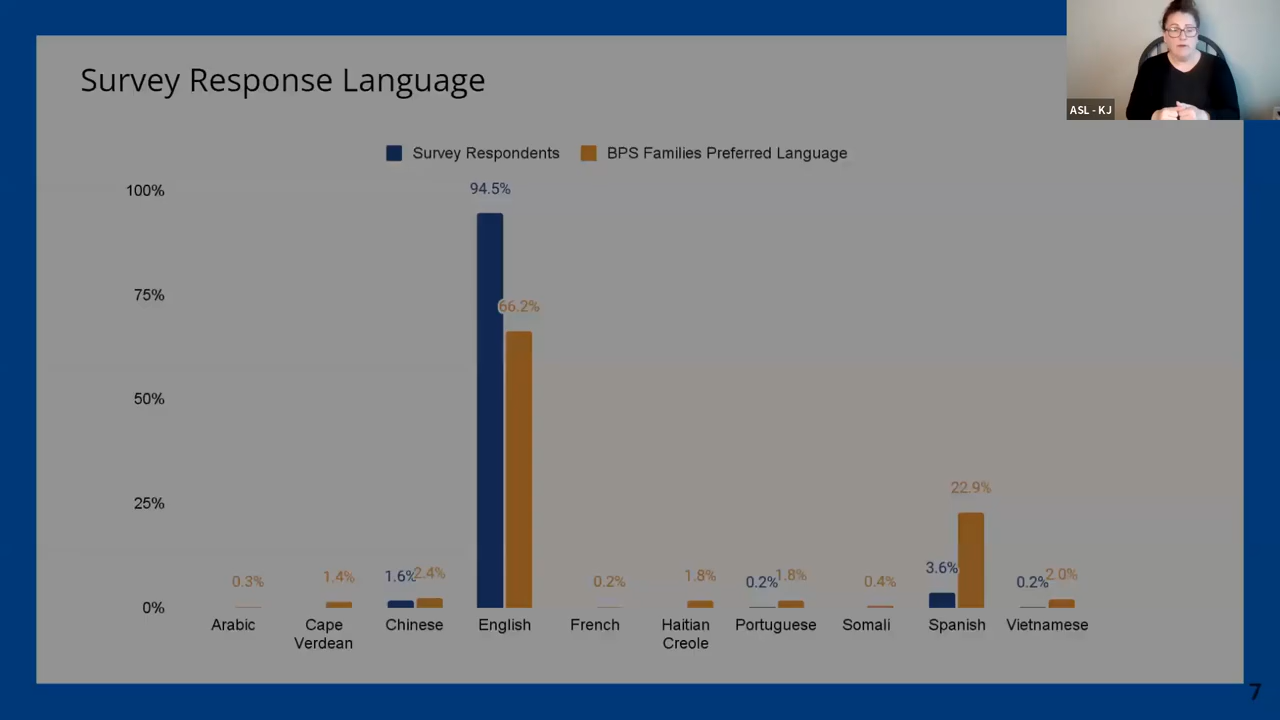 Survey Response Language
ASL - KJ
Survey Respondents BPS Families Preferred Language
100%
75%
50%
25%
0%
0.3%
1.4%
1.6% 2.4%
94.5%
66.2%
0.2%
1.8%
0.2% 1.8%
0.4%
3.6% 22.9%
0.2% 2.0%
Arabic
Cape
Verdean
Chinese
English
French
Haitian
Creole
Portuguese
Somali
Spanish
Vietnamese
7